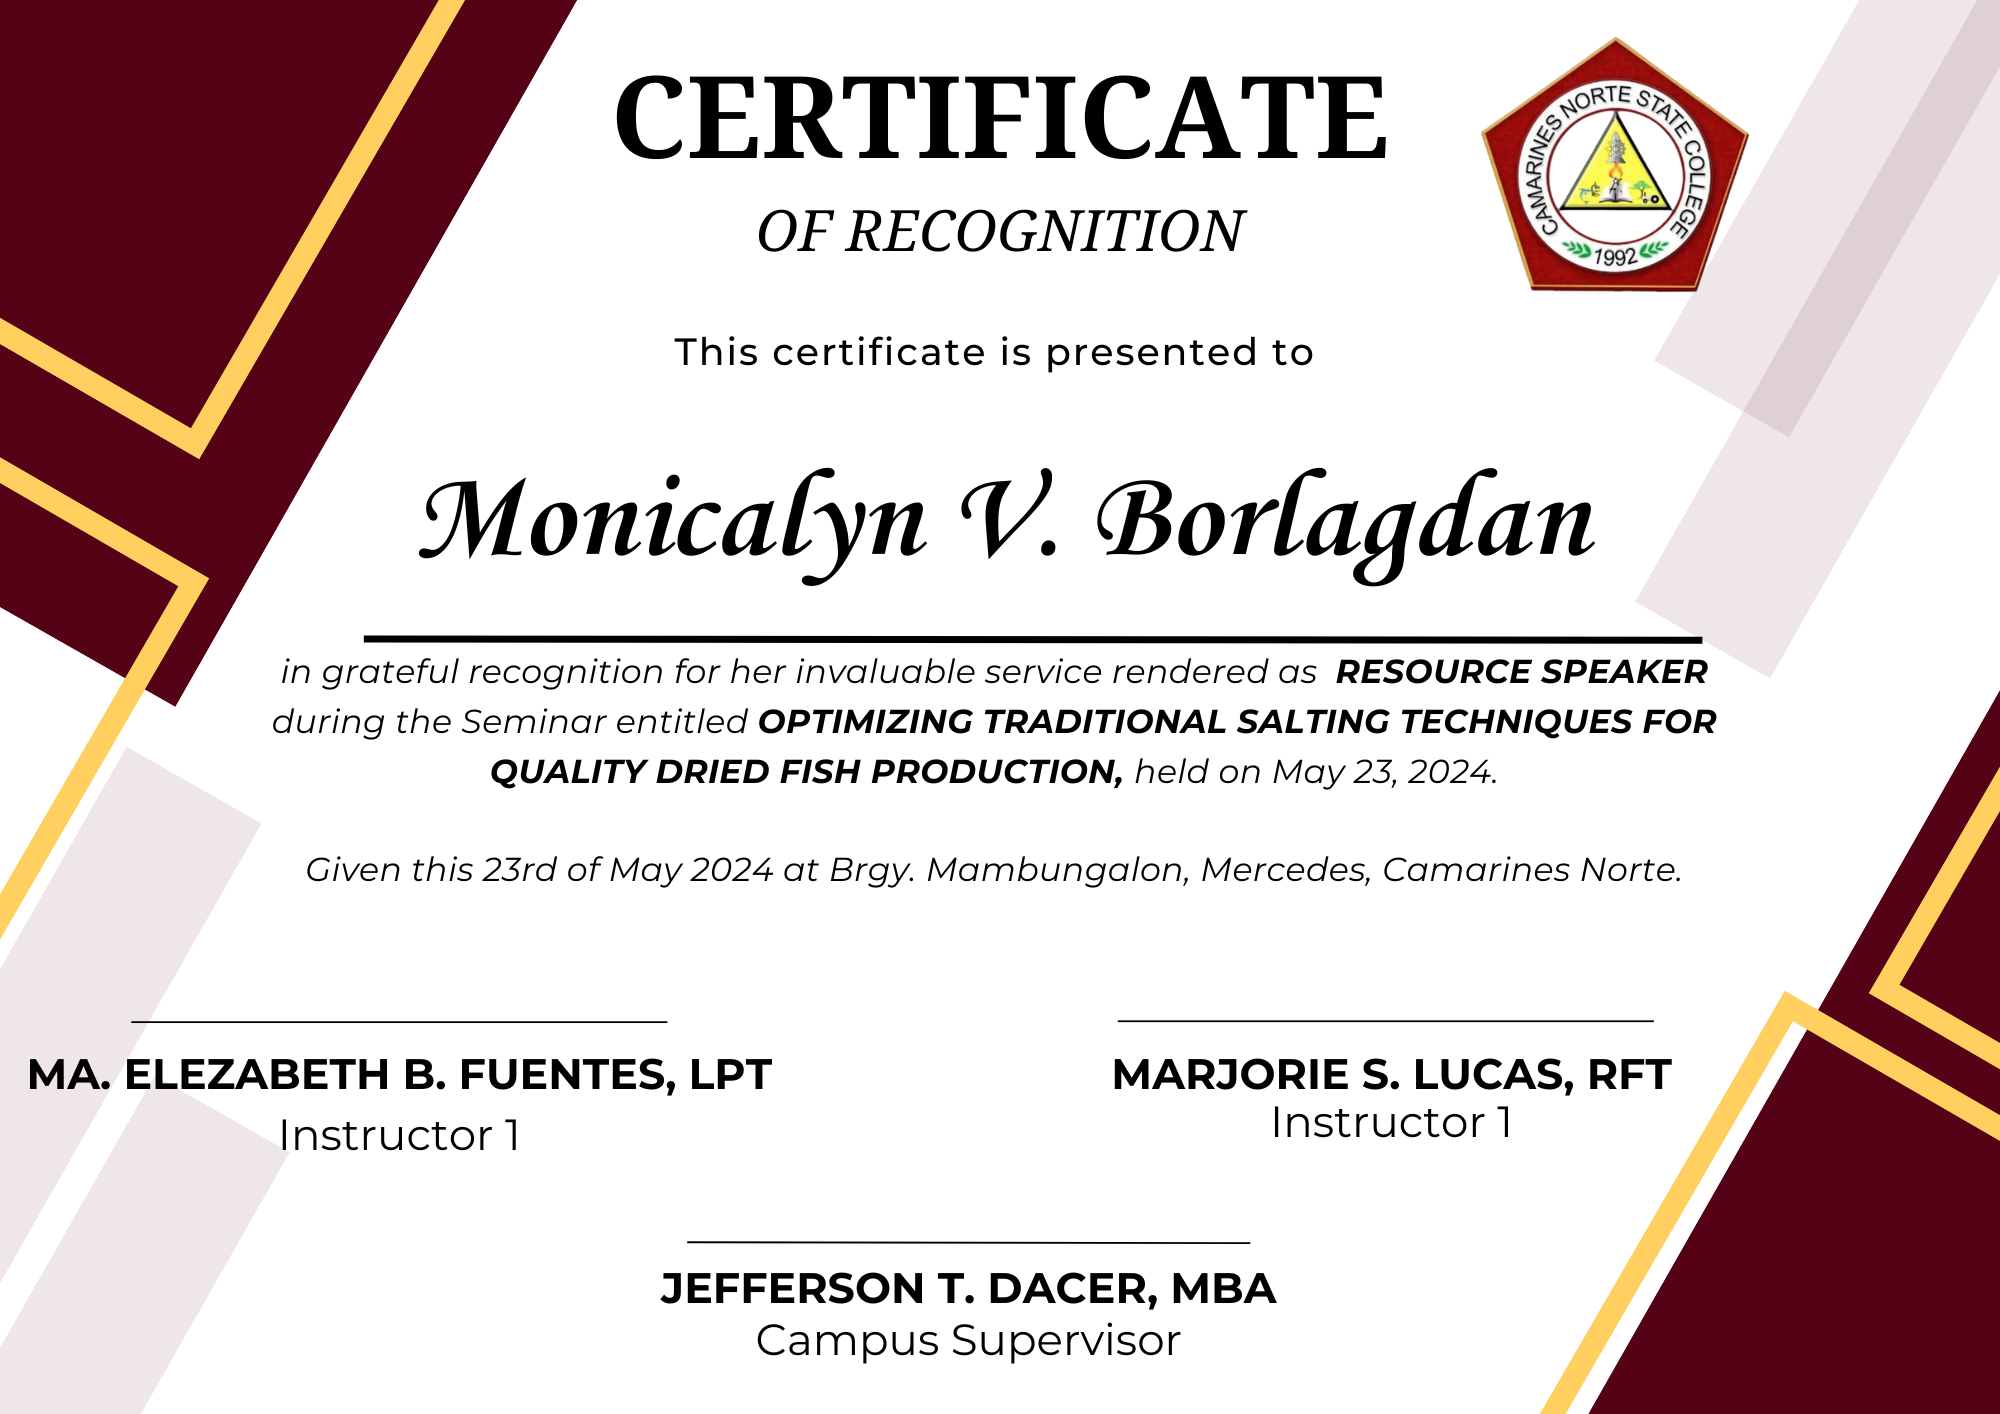 CERTIFICATE
OF RECOGNITION
CAMARINES NORTE STATE COLLEGE
1992
This certificate is presented to
Monicalyn V. Borlagdan
in grateful recognition for her invaluable service rendered as RESOURCE SPEAKER
during the Seminar entitled OPTIMIZING TRADITIONAL SALTING TECHNIQUES FOR
QUALITY DRIED FISH PRODUCTION, held on May 23, 2024.
Given this 23rd of May 2024 at Brgy. Mambungalon, Mercedes, Camarines Norte.
MA. ELEZABETH B. FUENTES, LPT
Instructor 1
MARJORIE S. LUCAS, RFT
Instructor 1
JEFFERSON T. DACER, MBA
Campus Supervisor